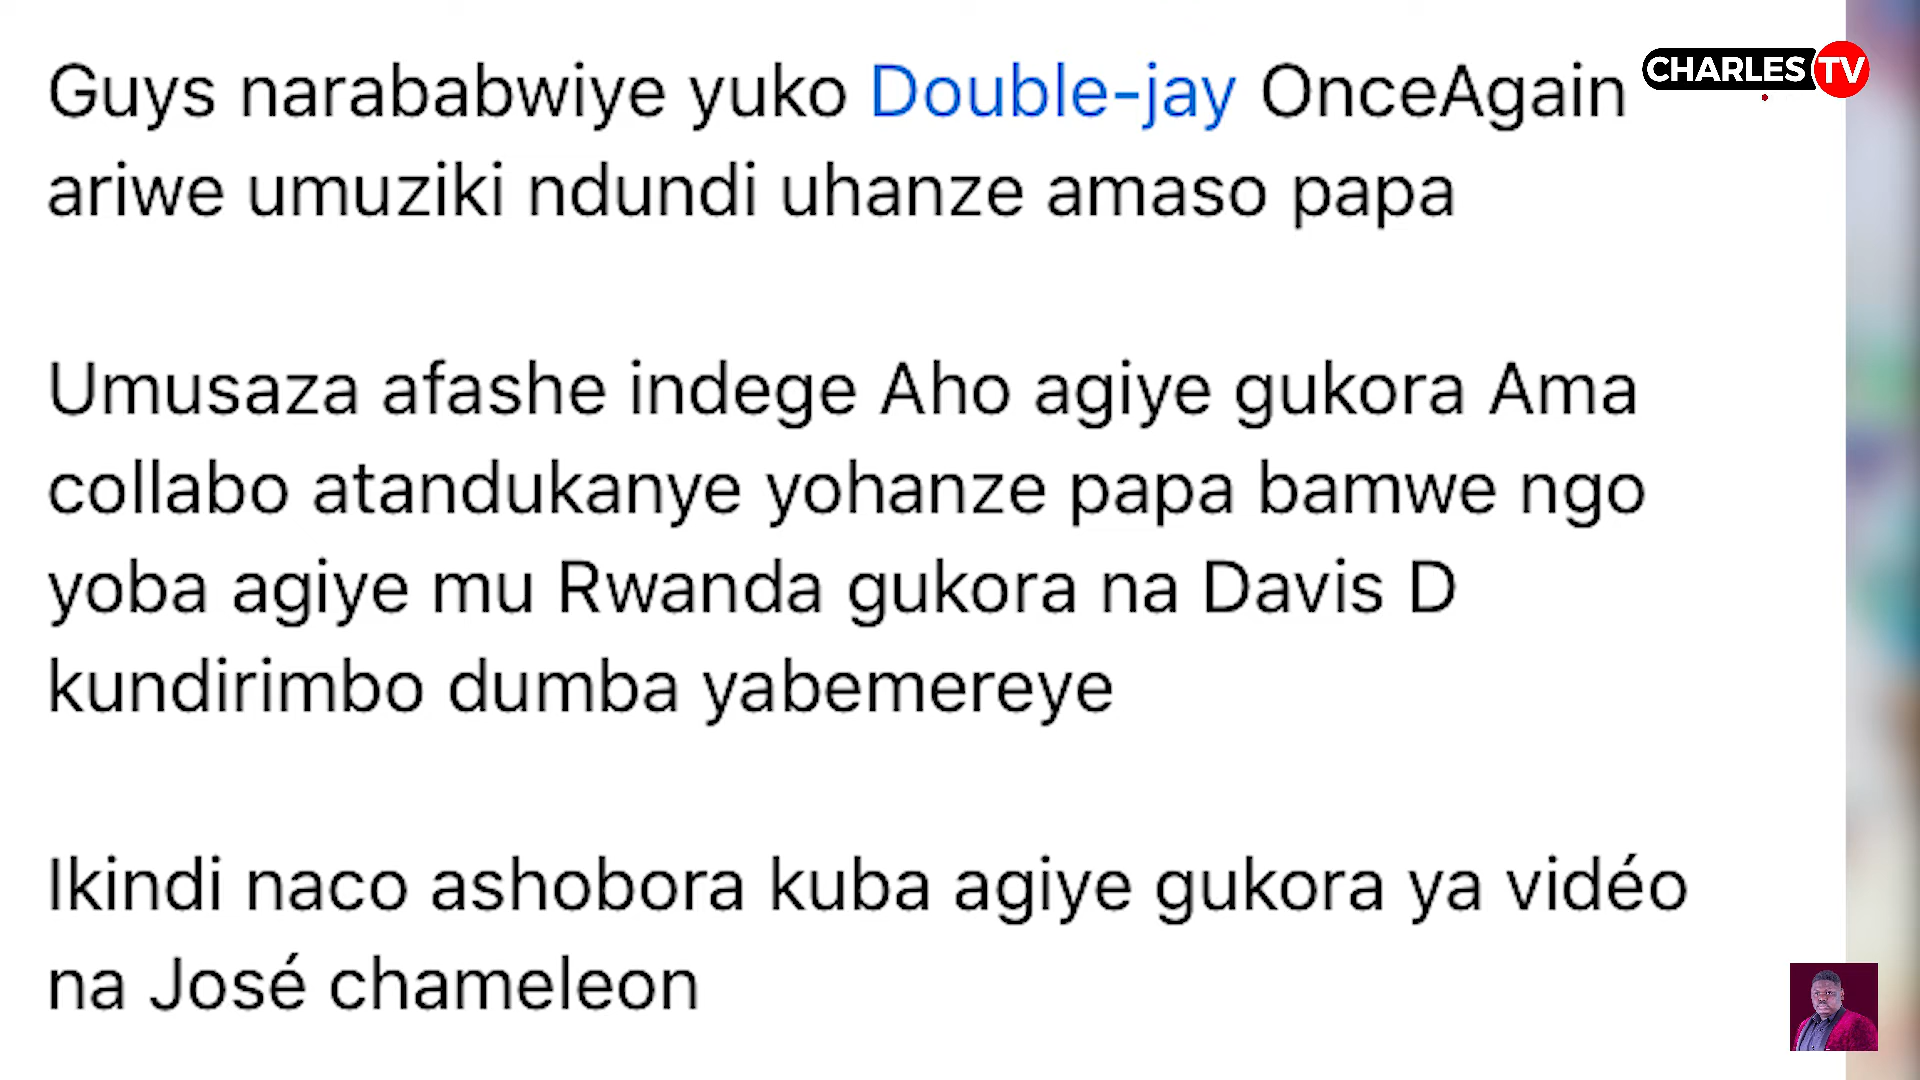 Guys narababwiye yuko Double-jay OnceAgain
ariwe umuziki ndundi uhanze amaso papa
Umusaza afashe indege Aho agiye gukora Ama
collabo atandukanye yohanze papa bamwe ngo
yoba agiye mu Rwanda gukora na Davis D
kundirimbo dumba yabemereye
Ikindi naco ashobora kuba agiye gukora ya vidéo
na José chameleon
CHARLES TV